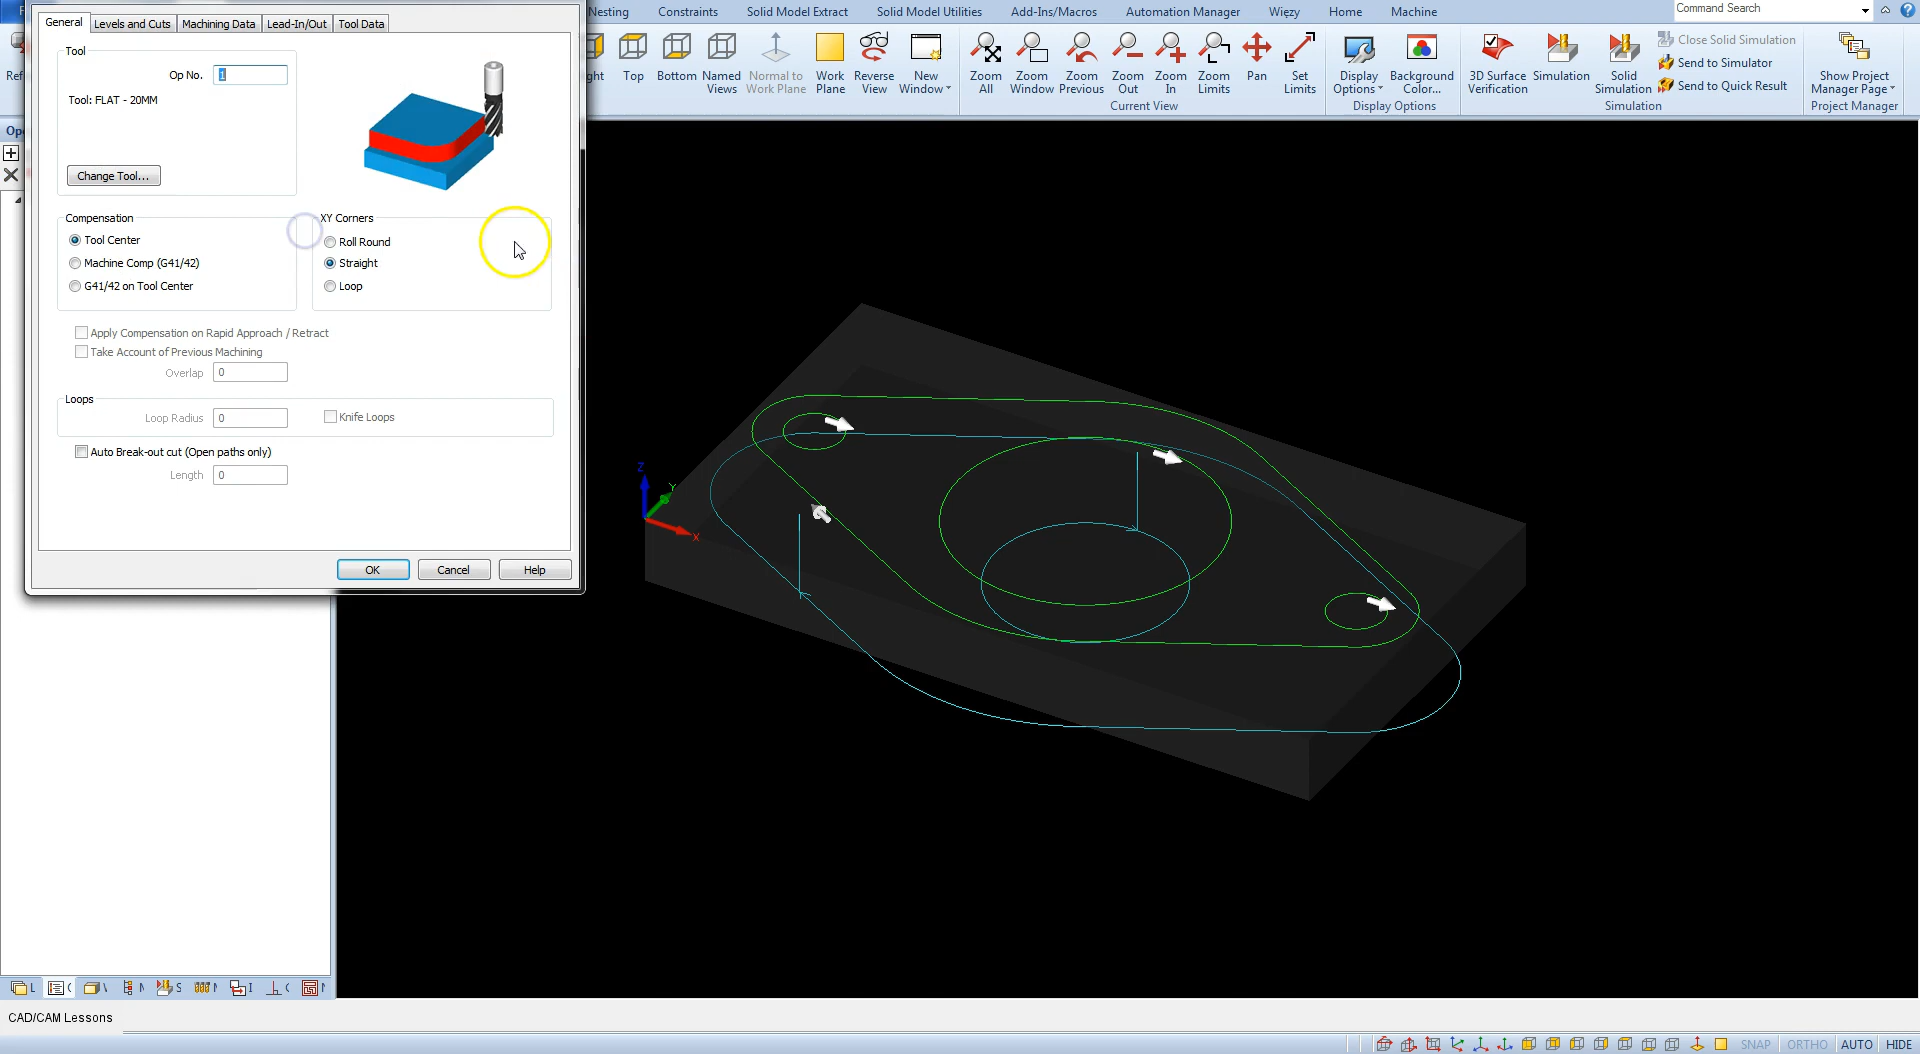 Nesting Constraints Solid Model Extract Solid Model Utilities Add-Ins/Macros Automation Manager Więzy Home Machine
Command Search
Top Bottom Named Views Normal to Work Plane Work Plane Reverse View New Window
Zoom All Zoom Window Zoom Previous Zoom Out Zoom In Zoom Limits Pan Set Limits
Current View
Display Options Background Color...
Display Options
3D Surface Verification Simulation Solid Simulation
Close Solid Simulation
Send to Simulator
Send to Quick Result
Simulation
Show Project Manager Page
Project Manager
General Levels and Cuts Machining Data Lead-In/Out Tool Data
Tool
Op No. 1
Tool: FLAT - 20MM
Change Tool...
Compensation
Tool Center
Machine Comp (G41/42)
G41/42 on Tool Center
XY Corners
Roll Round
Straight
Loop
Apply Compensation on Rapid Approach / Retract
Take Account of Previous Machining
Overlap 0
Loops
Loop Radius 0
Knife Loops
Auto Break-out cut (Open paths only)
Length 0
OK Cancel Help
Z
Y
X
CAD/CAM Lessons
SNAP ORTHO AUTO HIDE